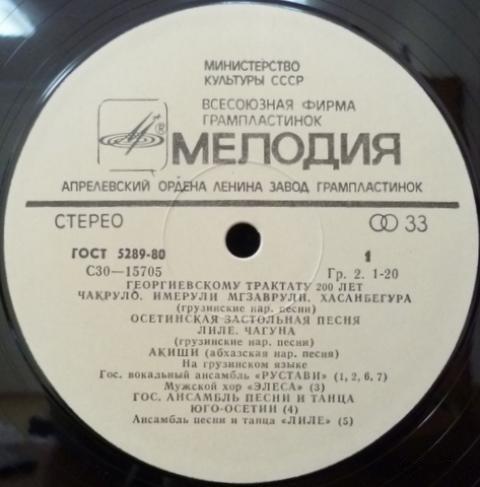 МИНИСТЕРСТВО
КУЛЬТУРЫ СССР
ВСЕСОЮЗНАЯ ФИРМА
ГРАМПЛАСТИНОК
® МЕЛОДИЯ
АПРЕЛЕВСКИЙ ОРДЕНА ЛЕНИНА ЗАВОД ГРАМПЛАСТИНОК
СТЕРЕО 33
ГОСТ 5289-80 1
С30—15705 Гр. 2. 1-20
ГЕОРГИЕВСКОМУ ТРАКТАТУ 200 ЛЕТ
ЧАКРУЛО. ИМЕРУЛИ МГЗАВРУЛИ. ХАСАНБЕГУРА
(грузинские нар. песни)
ОСЕТИНСКАЯ ЗАСТОЛЬНАЯ ПЕСНЯ
ЛИЛЕ. ЧАГУНА
(грузинские нар. песни)
АКИШИ (абхазская нар. песня)
На грузинском языке
Гос. вокальный ансамбль «РУСТАВИ» (1, 2, 6, 7)
Мужской хор «ЭЛЕСА» (3)
ГОС. АНСАМБЛЬ ПЕСНИ И ТАНЦА
ЮГО-ОСЕТИИ (4)
Ансамбль песни и танца «ЛИЛЕ» (5)